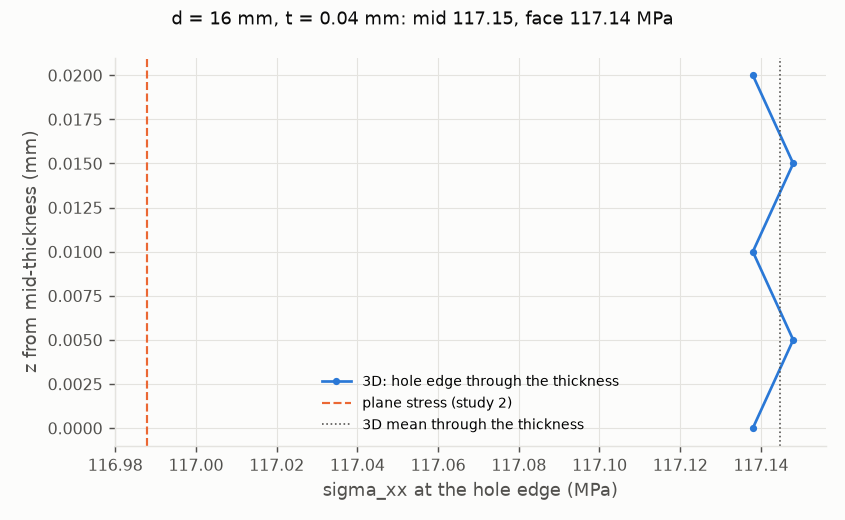 d = 16 mm, t = 0.04 mm: mid 117.15, face 117.14 MPa
z from mid-thickness (mm)
0.0200
0.0175
0.0150
0.0125
0.0100
0.0075
0.0050
0.0025
0.0000
3D: hole edge through the thickness
plane stress (study 2)
3D mean through the thickness
116.98 117.00 117.02 117.04 117.06 117.08 117.10 117.12 117.14
sigma_xx at the hole edge (MPa)